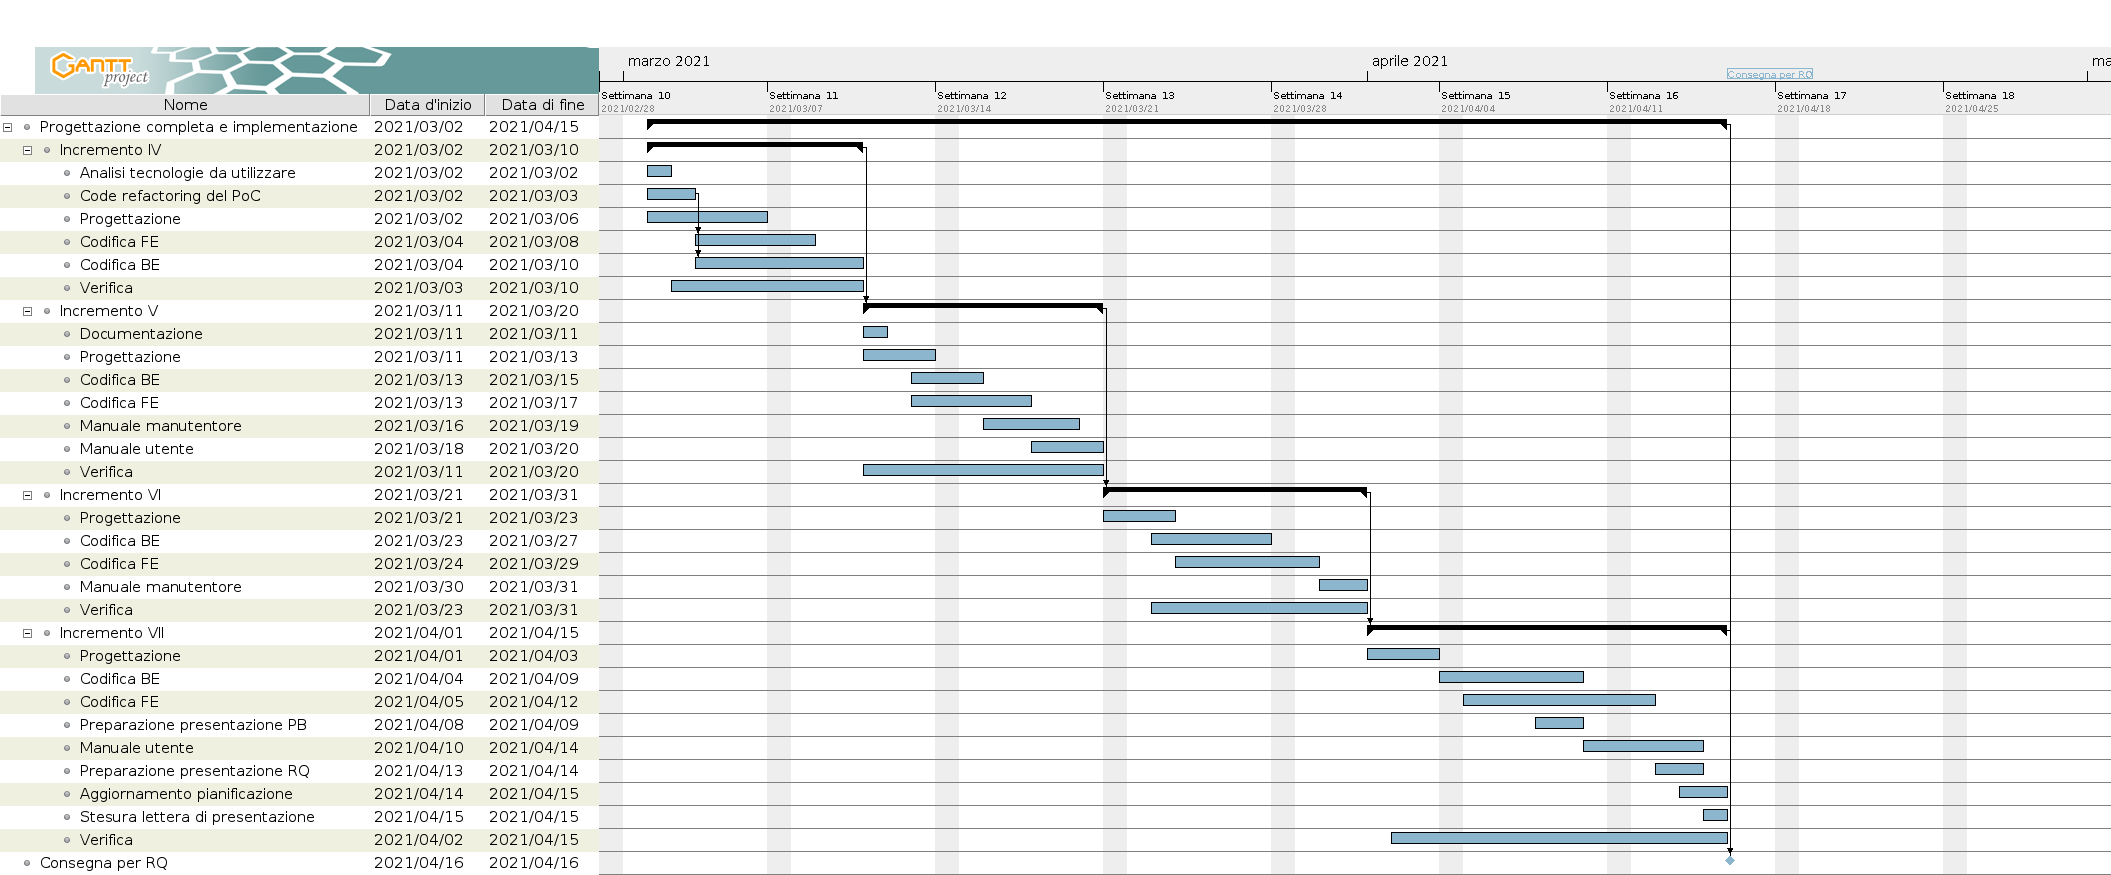 GANTT
project
marzo 2021 aprile 2021 ma
Consegna per RQ
Settimana 10 Settimana 11 Settimana 12 Settimana 13 Settimana 14 Settimana 15 Settimana 16 Settimana 17 Settimana 18
2021/02/28 2021/03/07 2021/03/14 2021/03/21 2021/03/28 2021/04/04 2021/04/11 2021/04/18 2021/04/25
Nome Data d'inizio Data di fine
Progettazione completa e implementazione 2021/03/02 2021/04/15
Incremento IV 2021/03/02 2021/03/10
Analisi tecnologie da utilizzare 2021/03/02 2021/03/02
Code refactoring del PoC 2021/03/02 2021/03/03
Progettazione 2021/03/02 2021/03/06
Codifica FE 2021/03/04 2021/03/08
Codifica BE 2021/03/04 2021/03/10
Verifica 2021/03/03 2021/03/10
Incremento V 2021/03/11 2021/03/20
Documentazione 2021/03/11 2021/03/11
Progettazione 2021/03/11 2021/03/13
Codifica BE 2021/03/13 2021/03/15
Codifica FE 2021/03/13 2021/03/17
Manuale manutentore 2021/03/16 2021/03/19
Manuale utente 2021/03/18 2021/03/20
Verifica 2021/03/11 2021/03/20
Incremento VI 2021/03/21 2021/03/31
Progettazione 2021/03/21 2021/03/23
Codifica BE 2021/03/23 2021/03/27
Codifica FE 2021/03/24 2021/03/29
Manuale manutentore 2021/03/30 2021/03/31
Verifica 2021/03/23 2021/03/31
Incremento VII 2021/04/01 2021/04/15
Progettazione 2021/04/01 2021/04/03
Codifica BE 2021/04/04 2021/04/09
Codifica FE 2021/04/05 2021/04/12
Preparazione presentazione PB 2021/04/08 2021/04/09
Manuale utente 2021/04/10 2021/04/14
Preparazione presentazione RQ 2021/04/13 2021/04/14
Aggiornamento pianificazione 2021/04/14 2021/04/15
Stesura lettera di presentazione 2021/04/15 2021/04/15
Verifica 2021/04/02 2021/04/15
Consegna per RQ 2021/04/16 2021/04/16